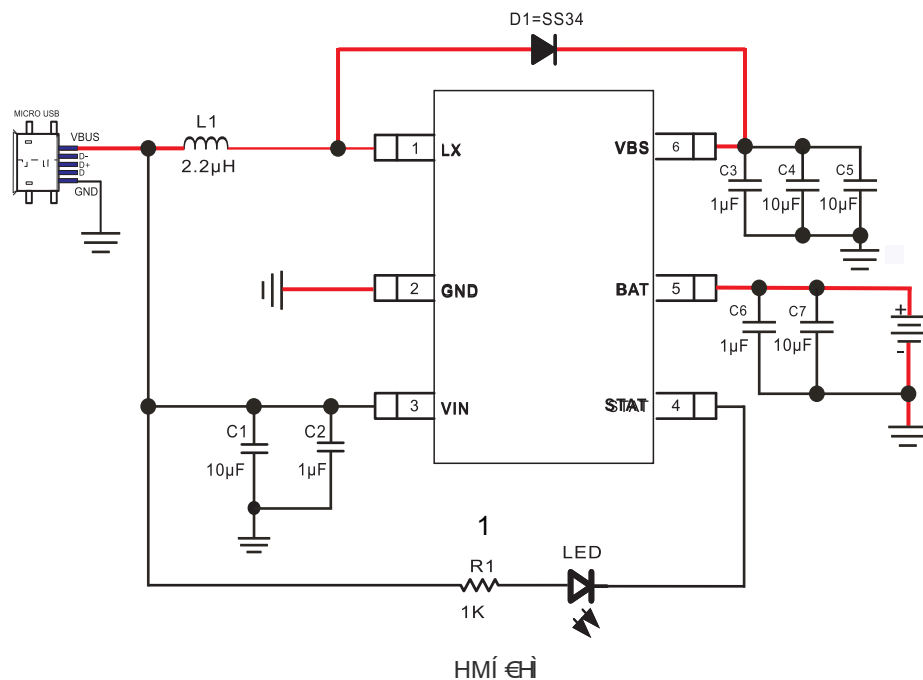 D1=SS34
MICRO USB
VBUS
D-
D+
D
GND
L1
2.2µH
1
LX
VBS
6
C3
1µF
C4
10µF
C5
10µF
2
GND
BAT
5
C6
1µF
C7
10µF
+
-
3
VIN
STAT
4
C1
10µF
C2
1µF
1
R1
1K
LED